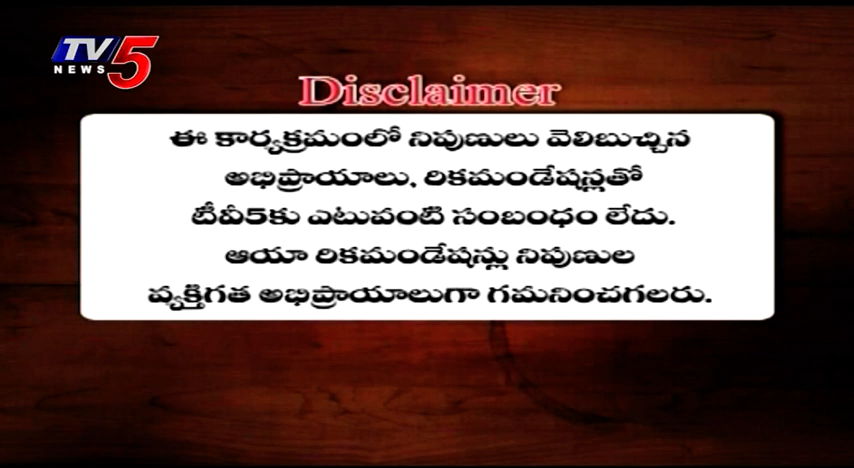 TV5
NEWS
Disclaimer
ఈ కార్యక్రమంలో నిపుణులు వెలిబుచ్చిన
అభిప్రాయాలు, రికమండేషన్లతో
టీవీ5కు ఎటువంటి సంబంధం లేదు.
ఆయా రికమండేషన్లు నిపుణుల
వ్యక్తిగత అభిప్రాయాలుగా గమనించగలరు.